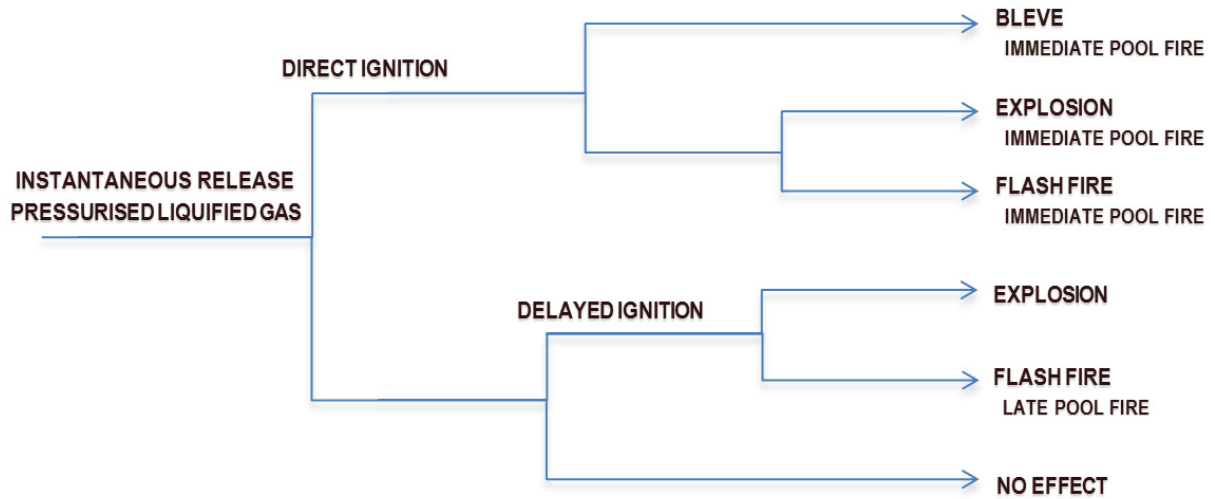 BLEVE
IMMEDIATE POOL FIRE
DIRECT IGNITION
EXPLOSION
IMMEDIATE POOL FIRE
INSTANTANEOUS RELEASE
PRESSURISED LIQUIFIED GAS
FLASH FIRE
IMMEDIATE POOL FIRE
DELAYED IGNITION
EXPLOSION
FLASH FIRE
LATE POOL FIRE
NO EFFECT